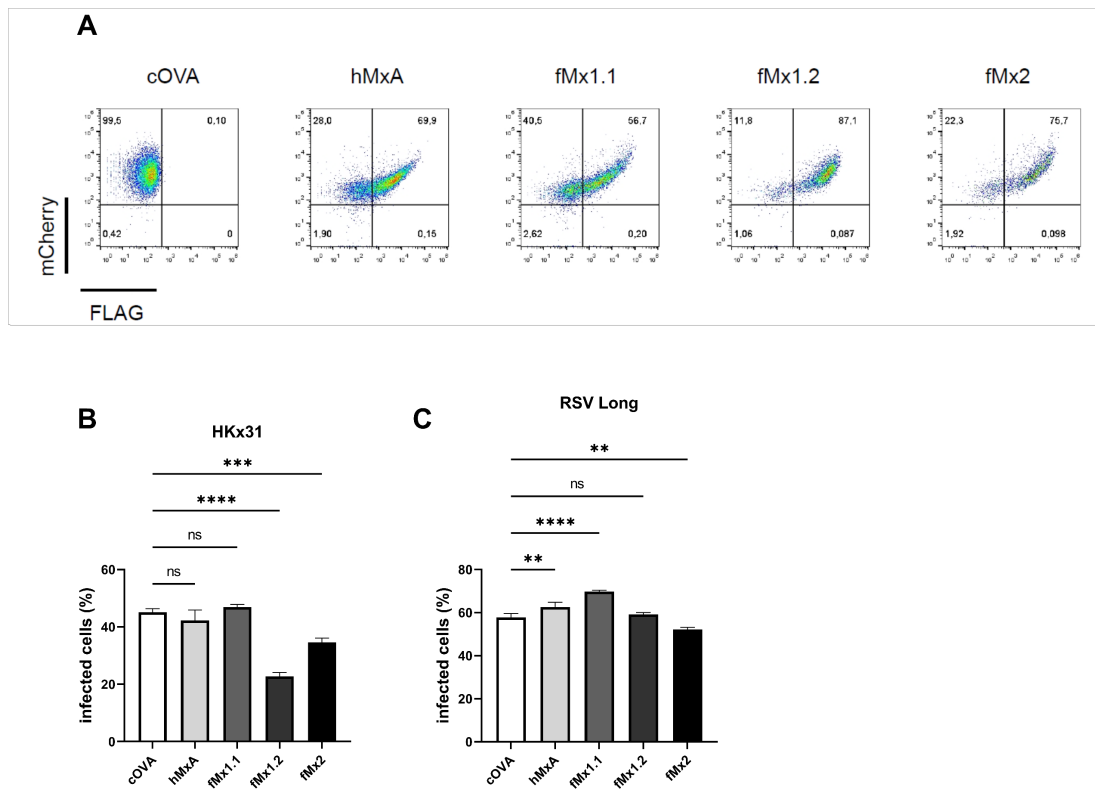 A
cOVA hMxA fMx1.1 fMx1.2 fMx2
99,5 0,10 28,0 69,9 40,5 56,7 11,8 87,1 22,3 75,7
0,42 0 1,90 0,15 2,62 0,20 1,06 0,087 1,92 0,098
mCherry
FLAG
B
HKx31
***
****
ns
ns
60
40
20
0
infected cells (%)
cOVA hMxA fMx1.1 fMx1.2 fMx2
C
RSV Long
**
ns
****
**
80
60
40
20
0
infected cells (%)
cOVA hMxA fMx1.1 fMx1.2 fMx2